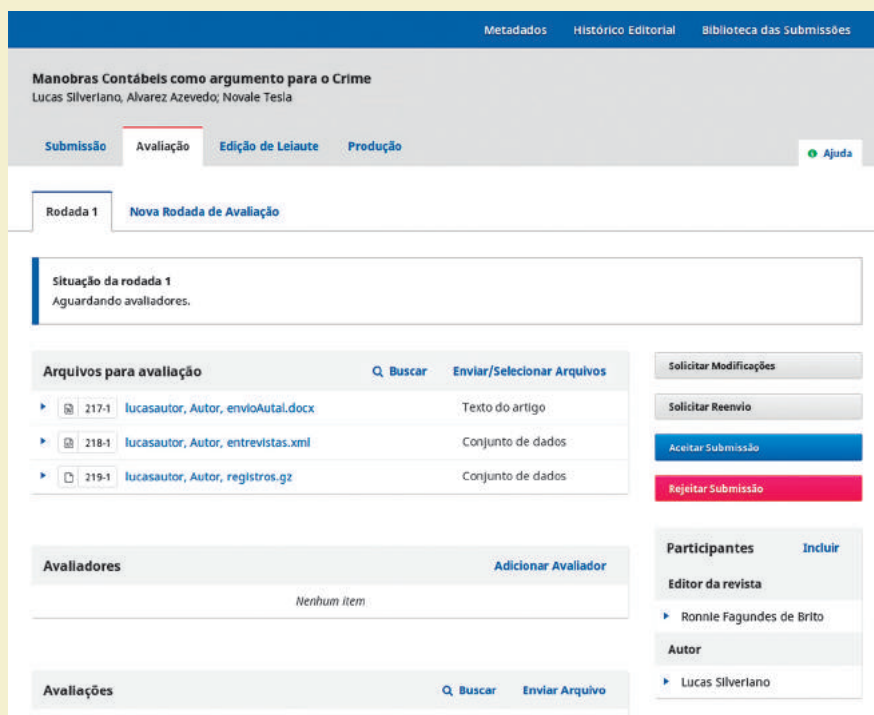 Metadados Histórico Editorial Biblioteca das Submissões
Manobras Contábeis como argumento para o Crime
Lucas Silveriano, Alvarez Azevedo; Novale Tesla
Submissão Avaliação Edição de Leiaute Produção
Ajuda
Rodada 1 Nova Rodada de Avaliação
Situação da rodada 1
Aguardando avaliadores.
Arquivos para avaliação Buscar Enviar/Selecionar Arquivos
217-1 lucasautor, Autor, envioAutal.docx Texto do artigo
218-1 lucasautor, Autor, entrevistas.xml Conjunto de dados
219-1 lucasautor, Autor, registros.gz Conjunto de dados
Solicitar Modificações
Solicitar Reenvio
Aceitar Submissão
Rejeitar Submissão
Avaliadores Adicionar Avaliador
Nenhum item
Participantes Incluir
Editor da revista
Ronnie Fagundes de Brito
Autor
Lucas Silveriano
Avaliações Buscar Enviar Arquivo